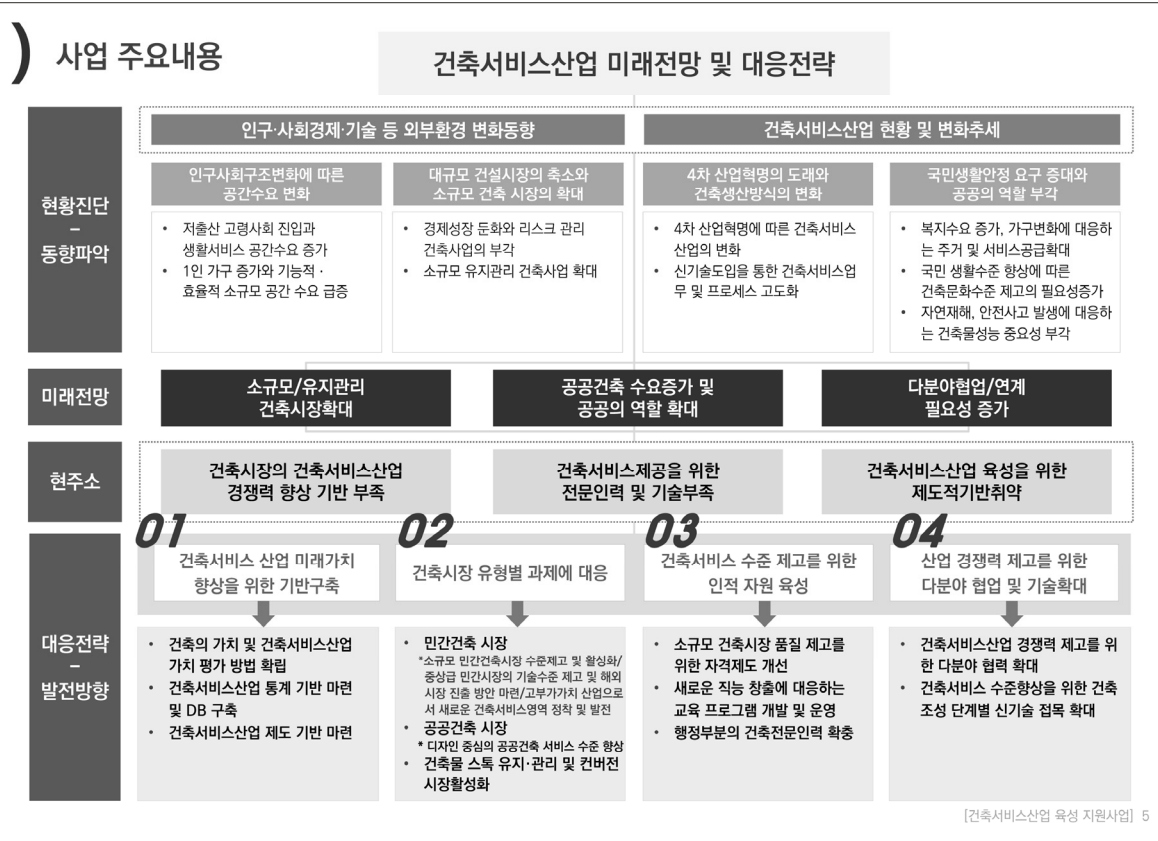 ) 사업 주요내용
건축서비스산업 미래전망 및 대응전략
현황진단
–
동향파악
인구·사회경제·기술 등 외부환경 변화동향
건축서비스산업 현황 및 변화추세
인구사회구조변화에 따른
공간수요 변화
• 저출산 고령사회 진입과
생활서비스 공간수요 증가
• 1인 가구 증가와 기능적·
효율적 소규모 공간 수요 급증
대규모 건설시장의 축소와
소규모 건축 시장의 확대
• 경제성장 둔화와 리스크 관리
건축사업의 부각
• 소규모 유지관리 건축사업 확대
4차 산업혁명의 도래와
건축생산방식의 변화
• 4차 산업혁명에 따른 건축서비스
산업의 변화
• 신기술도입을 통한 건축서비스업
무 및 프로세스 고도화
국민생활안정 요구 증대와
공공의 역할 부각
• 복지수요 증가, 가구변화에 대응하
는 주거 및 서비스공급확대
• 국민 생활수준 향상에 따른
건축문화수준 제고의 필요성증가
• 자연재해, 안전사고 발생에 대응하
는 건축물성능 중요성 부각
미래전망
소규모/유지관리
건축시장확대
공공건축 수요증가 및
공공의 역할 확대
다분야협업/연계
필요성 증가
현주소
건축시장의 건축서비스산업
경쟁력 향상 기반 부족
건축서비스제공을 위한
전문인력 및 기술부족
건축서비스산업 육성을 위한
제도적기반취약
대응전략
–
발전방향
01
건축서비스 산업 미래가치
향상을 위한 기반구축
• 건축의 가치 및 건축서비스산업
가치 평가 방법 확립
• 건축서비스산업 통계 기반 마련
및 DB 구축
• 건축서비스산업 제도 기반 마련
02
건축시장 유형별 과제에 대응
• 민간건축 시장
*소규모 민간건축시장 수준제고 및 활성화/
중상급 민간시장의 기술수준 제고 및 해외
시장 진출 방안 마련/고부가가치 산업으로
서 새로운 건축서비스영역 정착 및 발전
• 공공건축 시장
* 디자인 중심의 공공건축 서비스 수준 향상
• 건축물 스톡 유지·관리 및 컨버전
시장활성화
03
건축서비스 수준 제고를 위한
인적 자원 육성
• 소규모 건축시장 품질 제고를
위한 자격제도 개선
• 새로운 직능 창출에 대응하는
교육 프로그램 개발 및 운영
• 행정부분의 건축전문인력 확충
04
산업 경쟁력 제고를 위한
다분야 협업 및 기술확대
• 건축서비스산업 경쟁력 제고를 위
한 다분야 협력 확대
• 건축서비스 수준향상을 위한 건축
조성 단계별 신기술 접목 확대
[건축서비스산업 육성 지원사업] 5